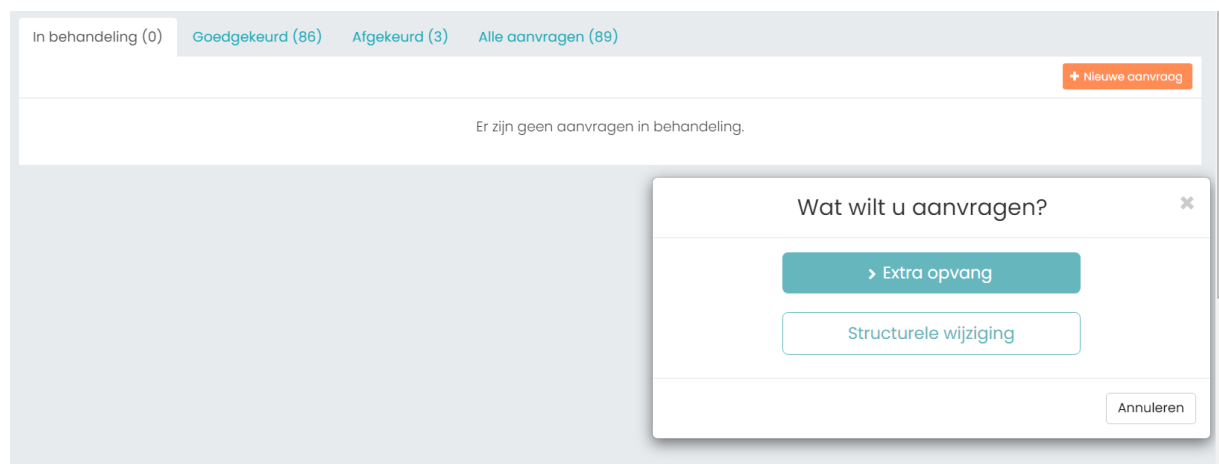 In behandeling (0) Goedgekeurd (86) Afgekeurd (3) Alle aanvragen (89)
+ Nieuwe aanvraag
Er zijn geen aanvragen in behandeling.
Wat wilt u aanvragen?
> Extra opvang
Structurele wijziging
Annuleren